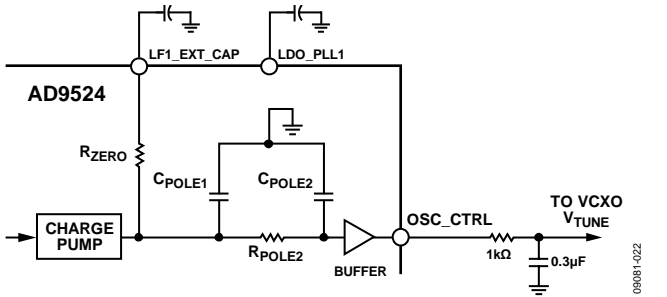 LF1_EXT_CAP
LDO_PLL1
AD9524
RZERO
CPOLE1
CPOLE2
CHARGE
PUMP
RPOLE2
BUFFER
OSC_CTRL
1kΩ
TO VCXO
VTUNE
0.3µF
09081-022